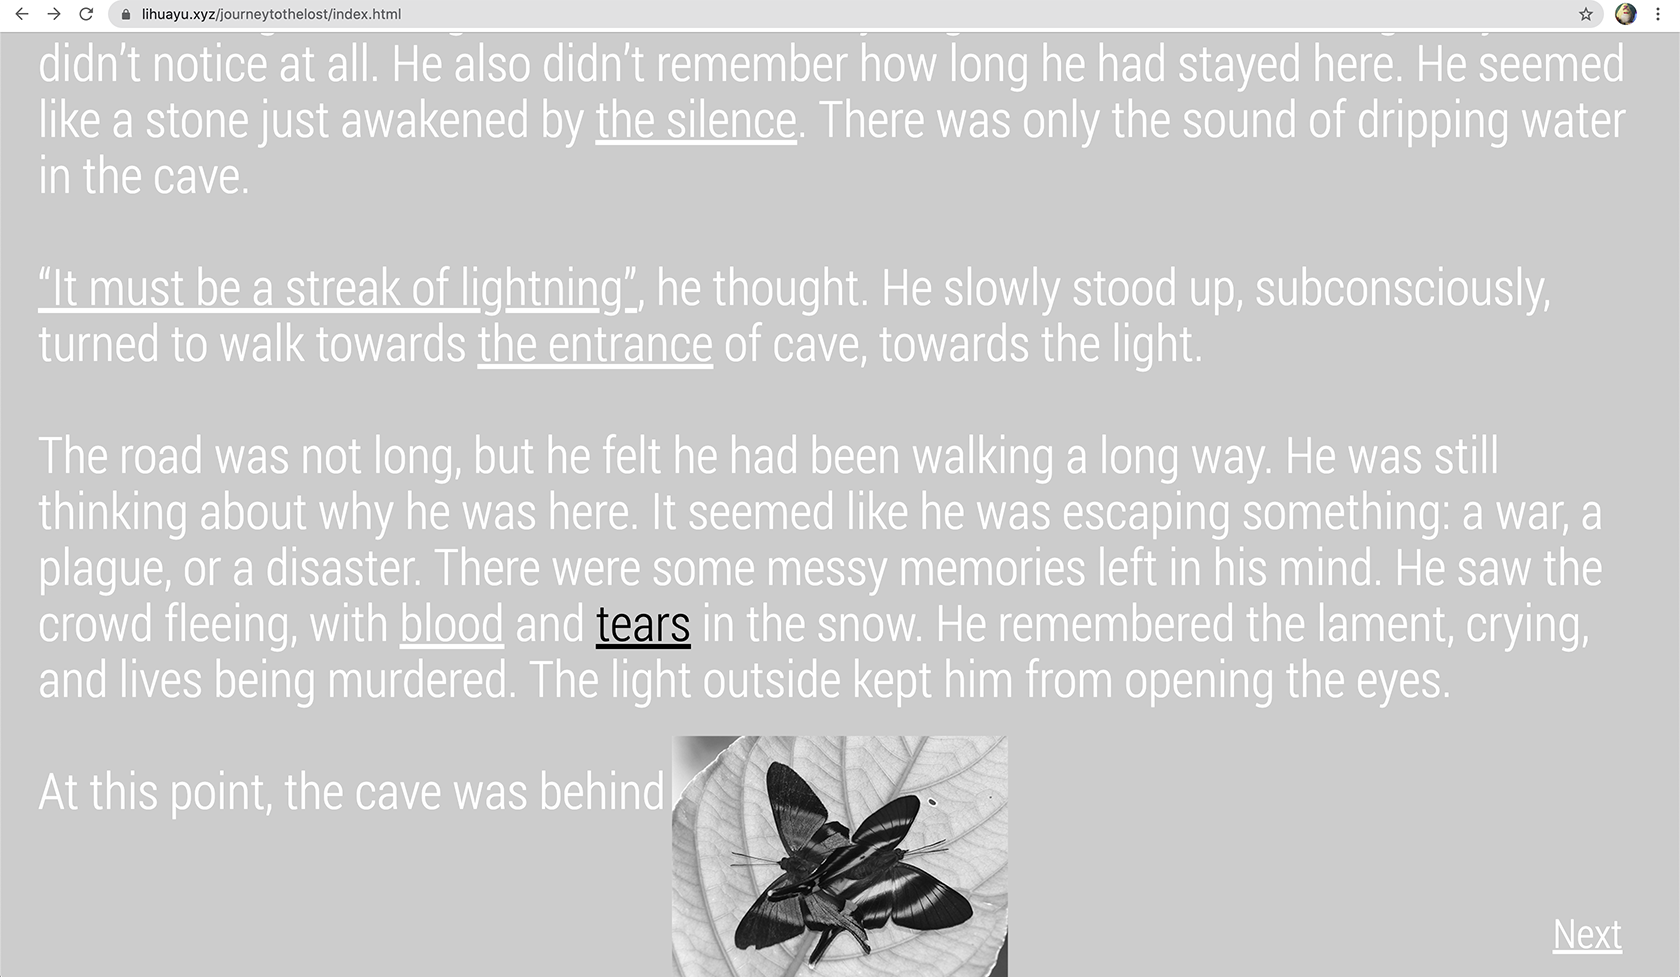 lihuayu.xyz/journeytothelost/index.html
didn’t notice at all. He also didn’t remember how long he had stayed here. He seemed
like a stone just awakened by the silence. There was only the sound of dripping water
in the cave.
“It must be a streak of lightning”, he thought. He slowly stood up, subconsciously,
turned to walk towards the entrance of cave, towards the light.
The road was not long, but he felt he had been walking a long way. He was still
thinking about why he was here. It seemed like he was escaping something: a war, a
plague, or a disaster. There were some messy memories left in his mind. He saw the
crowd fleeing, with blood and tears in the snow. He remembered the lament, crying,
and lives being murdered. The light outside kept him from opening the eyes.
At this point, the cave was behind
Next